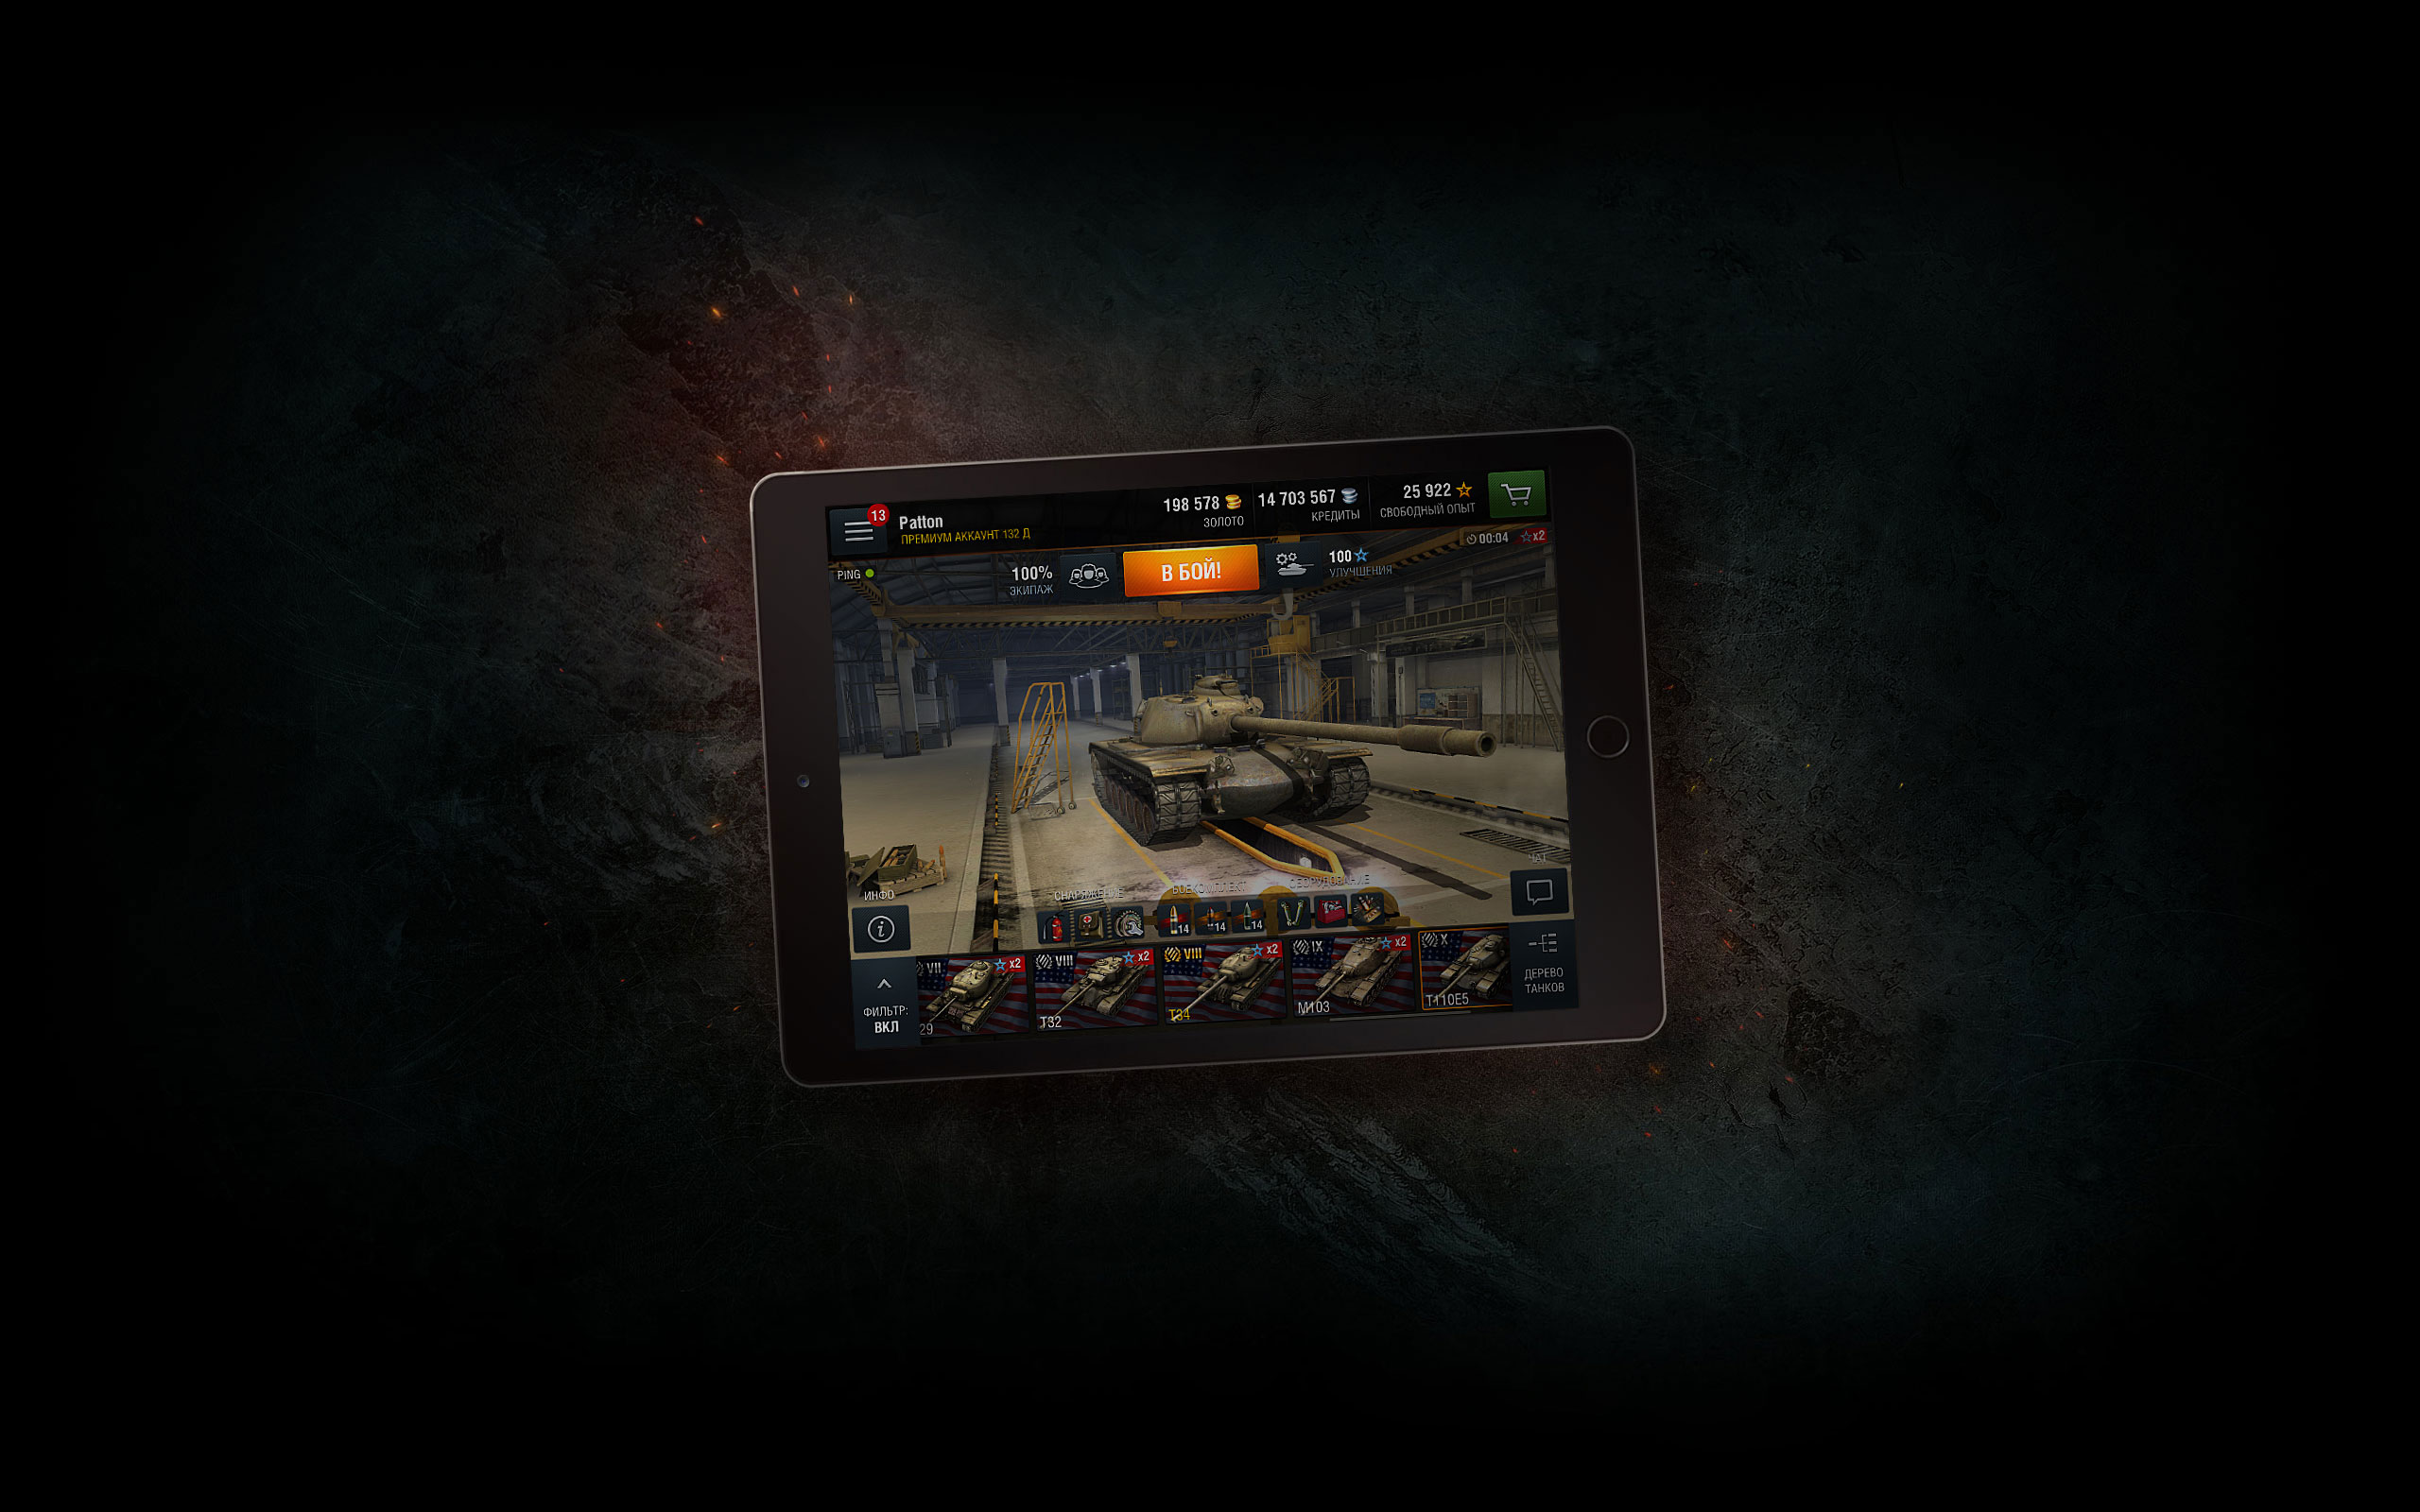 13
Patton
ПРЕМИУМ АККАУНТ 132 Д
198 578
ЗОЛОТО
14 703 567
КРЕДИТЫ
25 922
СВОБОДНЫЙ ОПЫТ
PING
100%
ЭКИПАЖ
В БОЙ!
100
УЛУЧШЕНИЯ
00:04
x2
ИНФО
СНАРЯЖЕНИЕ
БОЕКОМПЛЕКТ
ОБОРУДОВАНИЕ
ЧАТ
14
14
14
ФИЛЬТР:
ВКЛ
VII
x2
29
VIII
x2
T32
VIII
x2
T34
IX
x2
M103
X
T110E5
ДЕРЕВО
ТАНКОВ